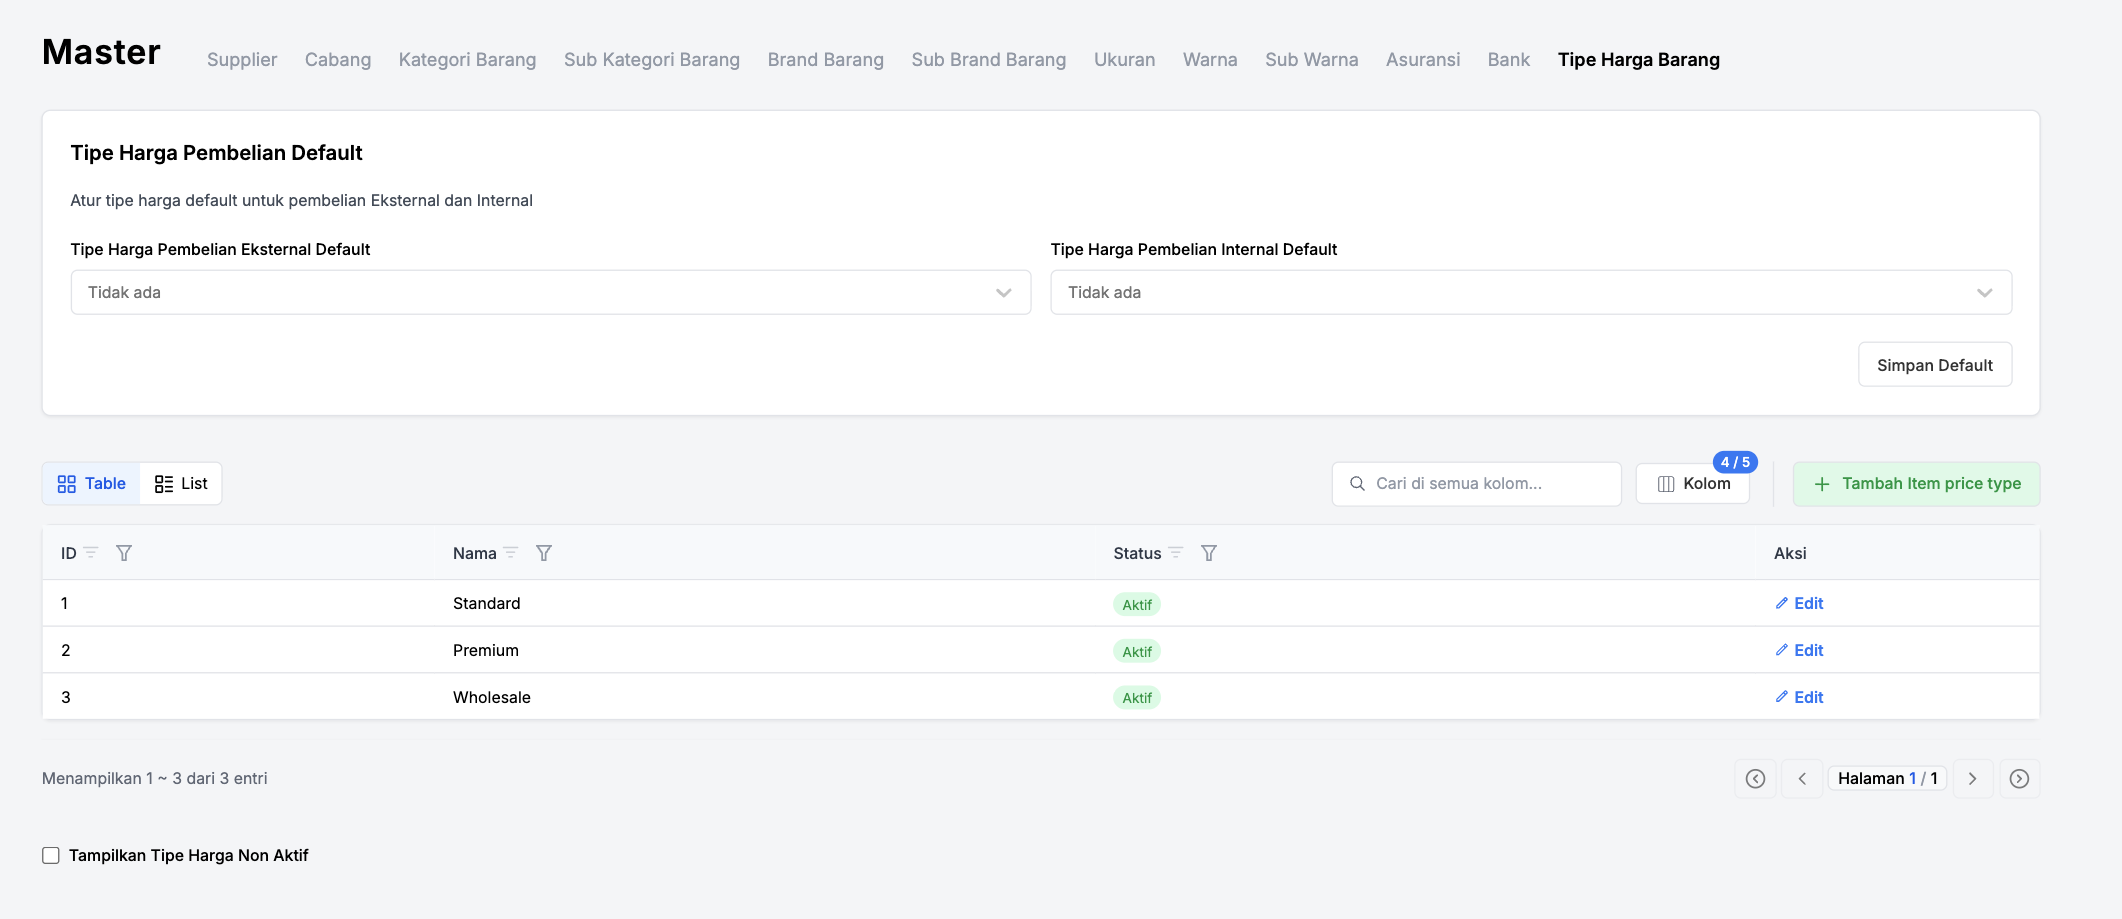 Master Supplier Cabang Kategori Barang Sub Kategori Barang Brand Barang Sub Brand Barang Ukuran Warna Sub Warna Asuransi Bank Tipe Harga Barang
Tipe Harga Pembelian Default
Atur tipe harga default untuk pembelian Eksternal dan Internal
Tipe Harga Pembelian Eksternal Default Tipe Harga Pembelian Internal Default
Tidak ada Tidak ada
Simpan Default
Table List Cari di semua kolom... Kolom 4 / 5 Tambah Item price type
ID Nama Status Aksi
1 Standard Aktif Edit
2 Premium Aktif Edit
3 Wholesale Aktif Edit
Menampilkan 1 ~ 3 dari 3 entri Halaman 1 / 1
Tampilkan Tipe Harga Non Aktif